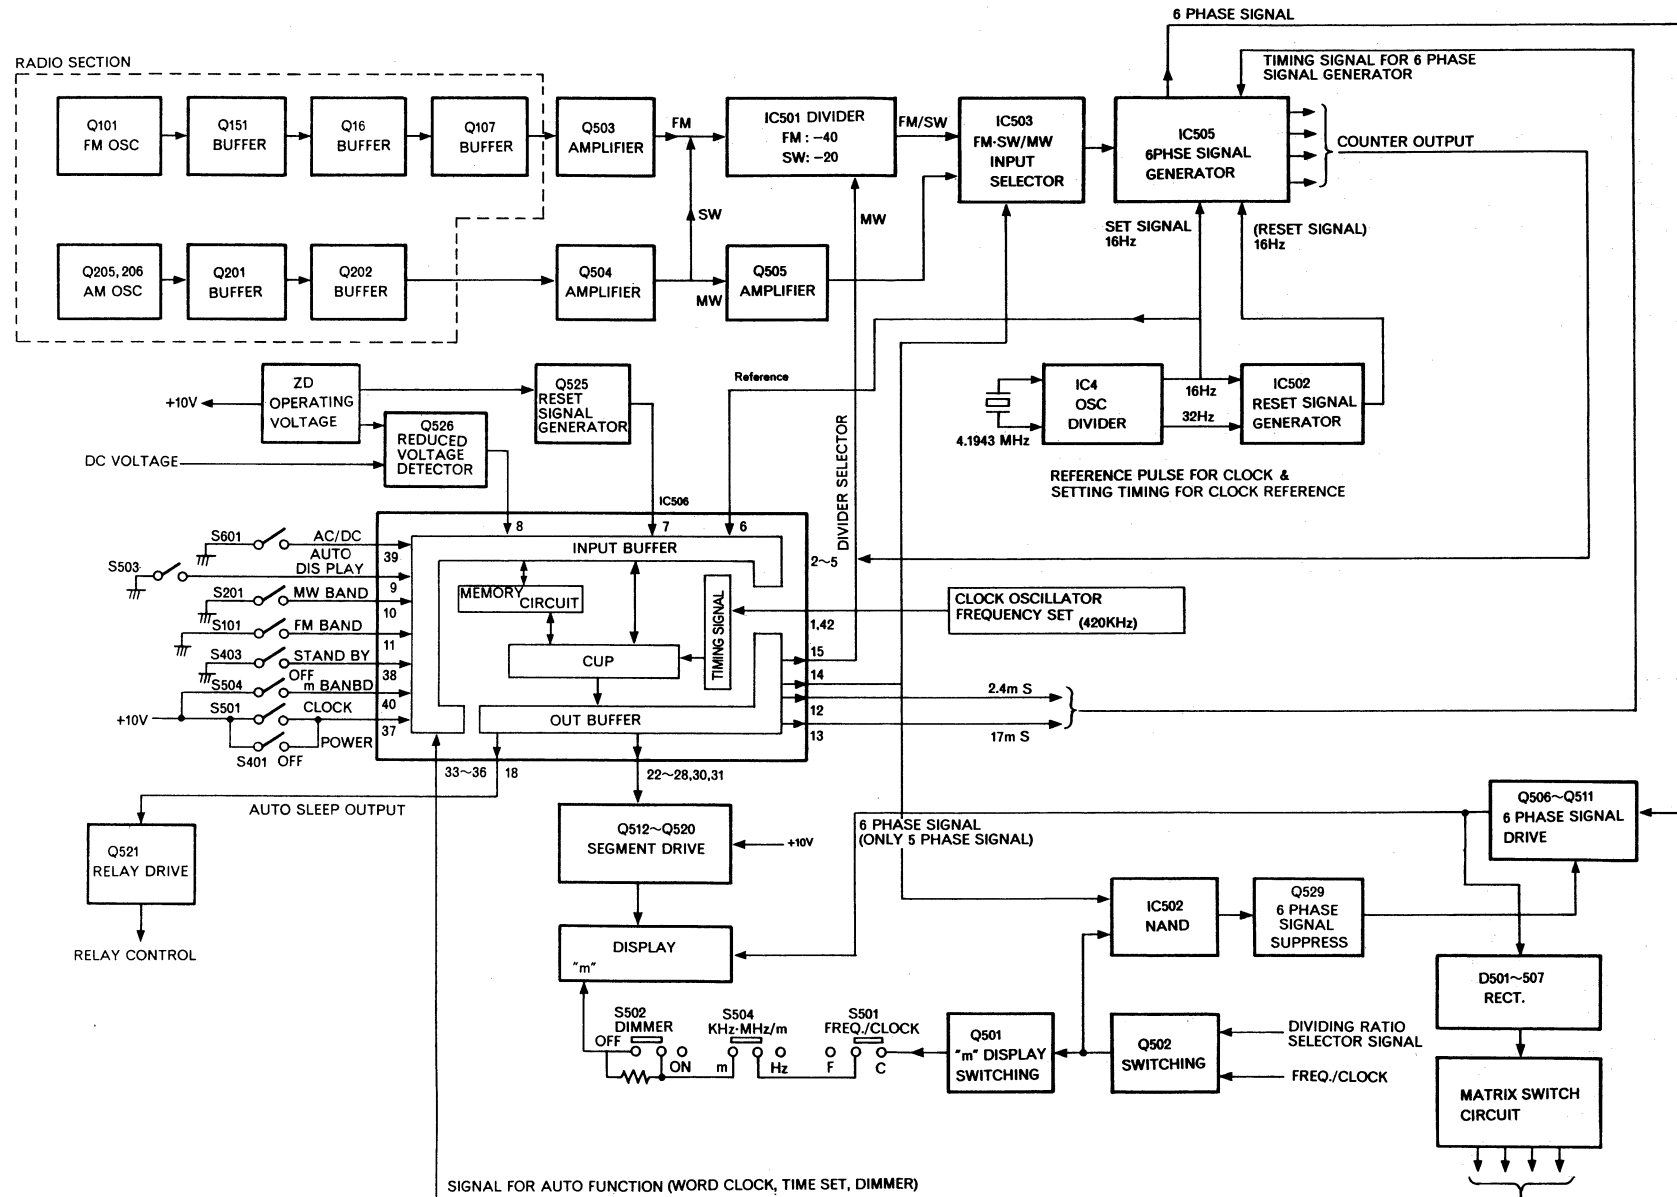 6 PHASE SIGNAL
RADIO SECTION
TIMING SIGNAL FOR 6 PHASE
SIGNAL GENERATOR
Q101
FM OSC
Q151
BUFFER
Q16
BUFFER
Q107
BUFFER
Q503
AMPLIFIER
FM
IC501 DIVIDER
FM : -40
SW: -20
FM/SW
IC503
FM·SW/MW
INPUT
SELECTOR
IC505
6PHSE SIGNAL
GENERATOR
COUNTER OUTPUT
SW
MW
SET SIGNAL
16Hz
(RESET SIGNAL)
16Hz
Q205, 206
AM OSC
Q201
BUFFER
Q202
BUFFER
Q504
AMPLIFIER
MW
Q505
AMPLIFIER
ZD
OPERATING
VOLTAGE
+10V
Q525
RESET
SIGNAL
GENERATOR
Reference
Q526
REDUCED
VOLTAGE
DETECTOR
DC VOLTAGE
DIVIDER SELECTOR
4.1943 MHz
IC4
OSC
DIVIDER
16Hz
32Hz
IC502
RESET SIGNAL
GENERATOR
REFERENCE PULSE FOR CLOCK &
SETTING TIMING FOR CLOCK REFERENCE
IC506
8
7
6
S601
AC/DC
39
S503
AUTO
DIS PLAY
9
S201
MW BAND
10
S101
FM BAND
11
S403
STAND BY
OFF
38
S504
m BANBD
40
+10V
S501
CLOCK
37
POWER
S401 OFF
INPUT BUFFER
MEMORY
CIRCUIT
CUP
TIMING SIGNAL
OUT BUFFER
2~5
1,42
15
14
12
13
CLOCK OSCILLATOR
FREQUENCY SET (420KHz)
2.4m S
17m S
33~36
18
22~28,30,31
AUTO SLEEP OUTPUT
Q521
RELAY DRIVE
RELAY CONTROL
Q512~Q520
SEGMENT DRIVE
+10V
6 PHASE SIGNAL
(ONLY 5 PHASE SIGNAL)
Q506~Q511
6 PHASE SIGNAL
DRIVE
DISPLAY
"m"
IC502
NAND
Q529
6 PHASE
SIGNAL
SUPPRESS
D501~507
RECT.
S502
DIMMER
OFF
ON
S504
KHz·MHz/m
m
Hz
S501
FREQ./CLOCK
F
C
Q501
"m" DISPLAY
SWITCHING
Q502
SWITCHING
DIVIDING RATIO
SELECTOR SIGNAL
FREQ./CLOCK
MATRIX SWITCH
CIRCUIT
SIGNAL FOR AUTO FUNCTION (WORD CLOCK, TIME SET, DIMMER)